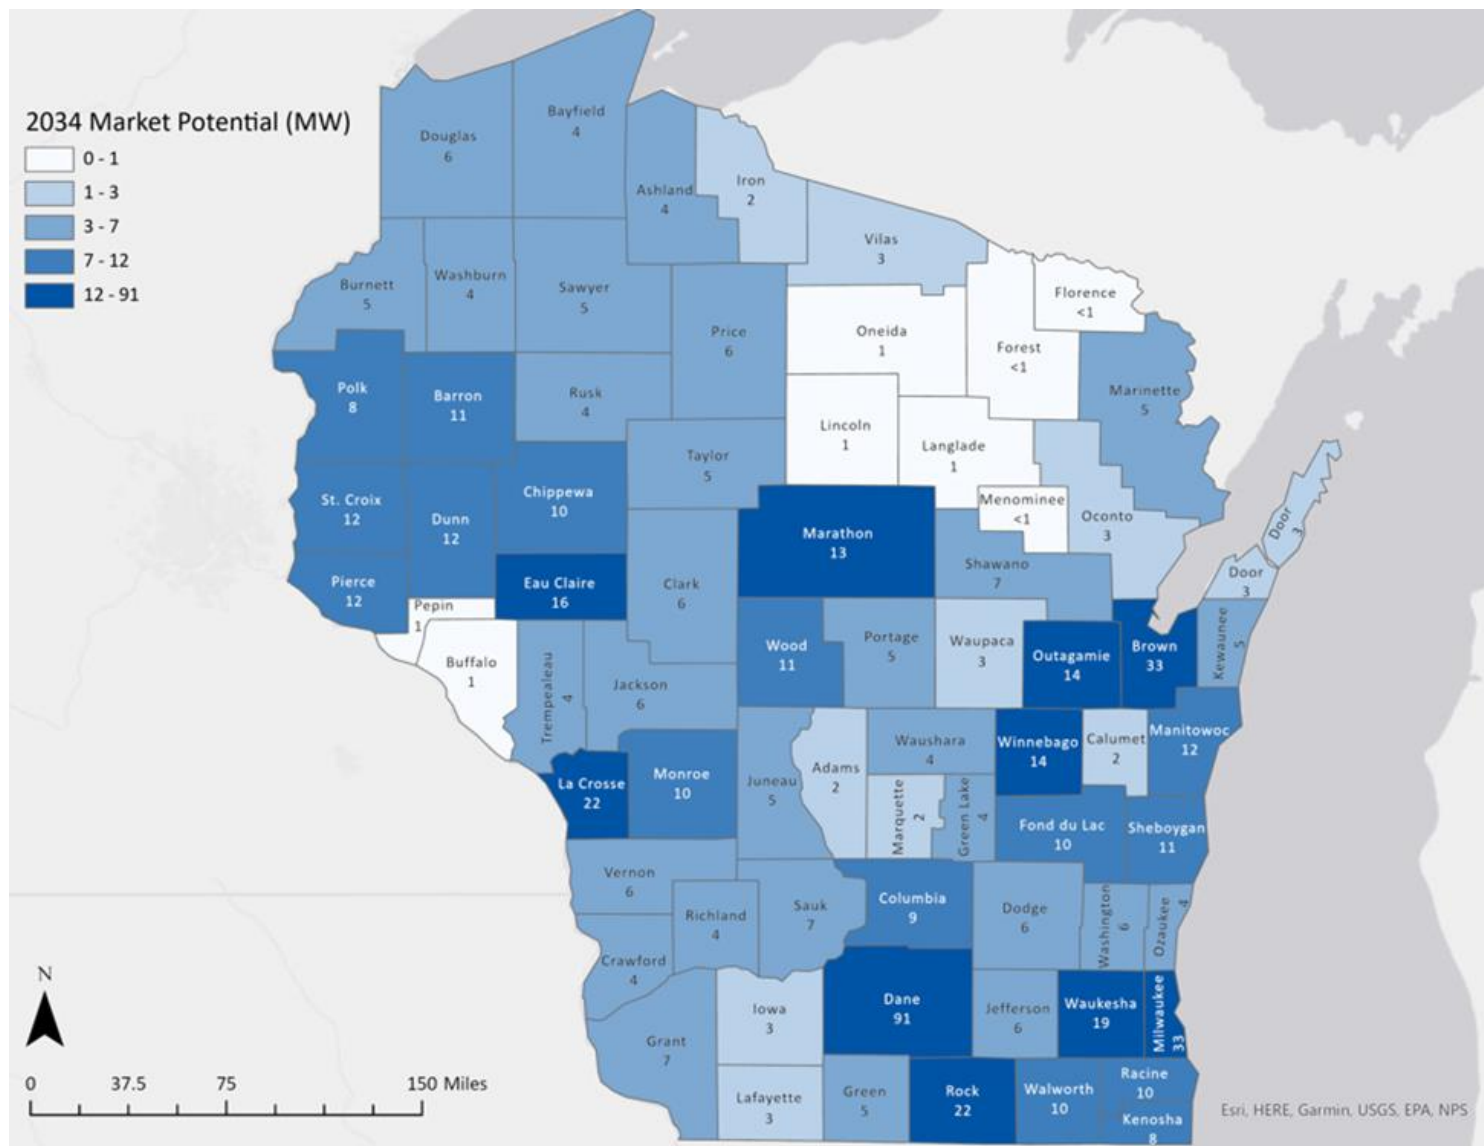 2034 Market Potential (MW)
0 - 1
1 - 3
3 - 7
7 - 12
12 - 91
Douglas
6
Bayfield
4
Ashland
4
Iron
2
Vilas
3
Burnett
5
Washburn
4
Sawyer
5
Price
6
Oneida
1
Forest
<1
Florence
<1
Marinette
5
Polk
8
Barron
11
Rusk
4
Lincoln
1
Langlade
1
Taylor
5
St. Croix
12
Dunn
12
Chippewa
10
Marathon
13
Menominee
<1
Oconto
3
Door
3
Pierce
12
Eau Claire
16
Clark
6
Shawano
7
Door
3
Pepin
1
Buffalo
1
Trempealeau
4
Jackson
6
Wood
11
Portage
5
Waupaca
3
Outagamie
14
Brown
33
Kewaunee
5
La Crosse
22
Monroe
10
Juneau
5
Adams
2
Waushara
4
Winnebago
14
Calumet
2
Manitowoc
12
Marquette
2
Green Lake
4
Fond du Lac
10
Sheboygan
11
Vernon
6
Richland
4
Sauk
7
Columbia
9
Dodge
6
Washington
6
Ozaukee
4
Crawford
4
Grant
7
Iowa
3
Dane
91
Jefferson
6
Waukesha
19
Milwaukee
33
Lafayette
3
Green
5
Rock
22
Walworth
10
Racine
10
Kenosha
8
N
0 37.5 75 150 Miles
Esri, HERE, Garmin, USGS, EPA, NPS